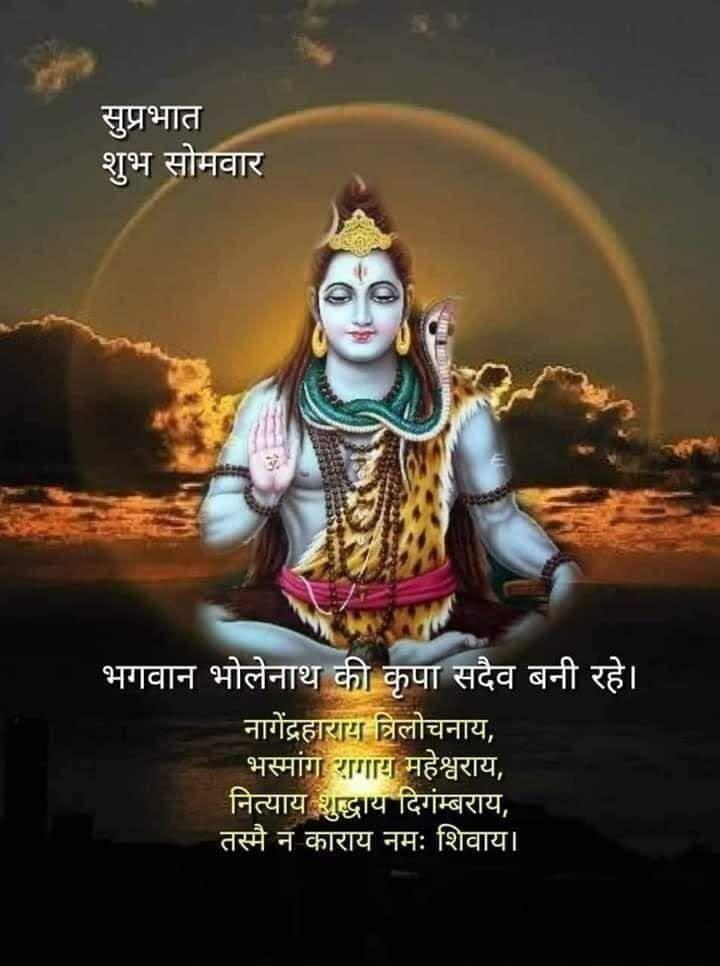 सुप्रभात
शुभ सोमवार
ॐ
भगवान भोलेनाथ की कृपा सदैव बनी रहे।
नागेंद्रहाराय त्रिलोचनाय,
भस्मांग रागाय महेश्वराय,
नित्याय शुद्धाय दिगंम्बराय,
तस्मै न काराय नमः शिवाय।